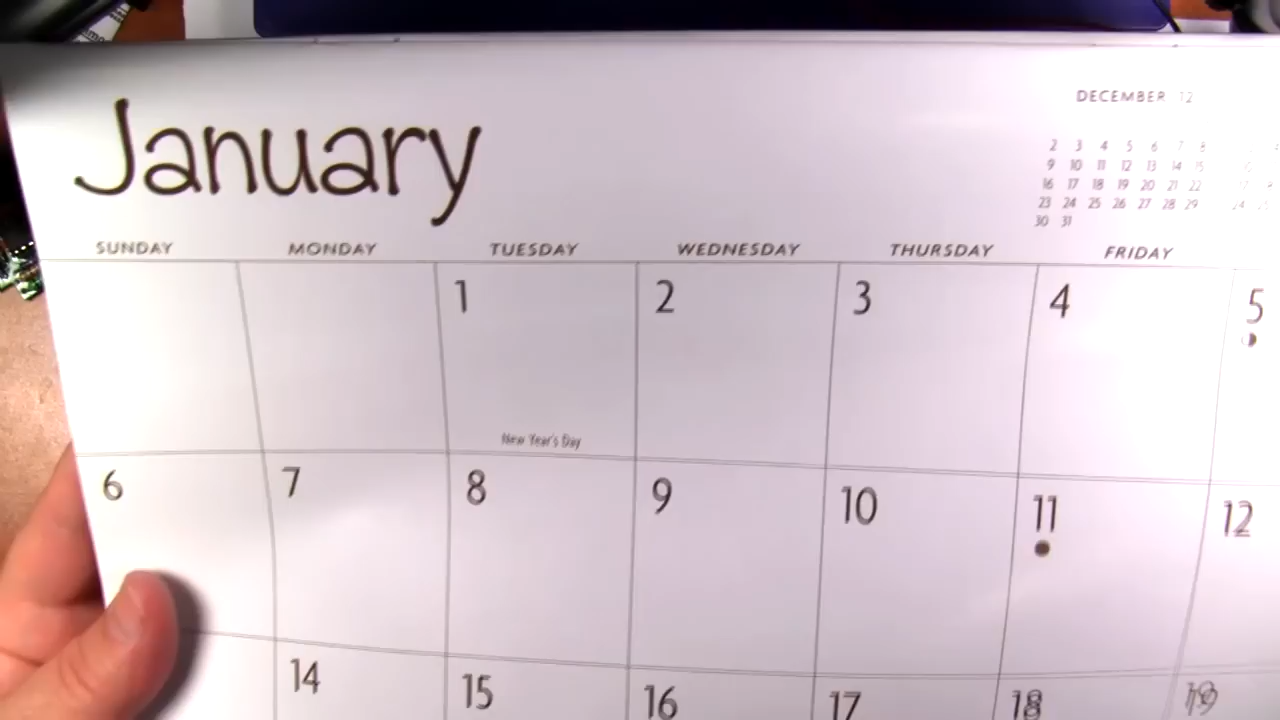 January
DECEMBER 12
2 3 4 5 6 7 8
9 10 11 12 13 14 15
16 17 18 19 20 21 22
23 24 25 26 27 28 29
30 31
SUNDAY MONDAY TUESDAY WEDNESDAY THURSDAY FRIDAY
1 2 3 4 5
New Year's Day
6 7 8 9 10 11 12
14 15 16 17 18 19